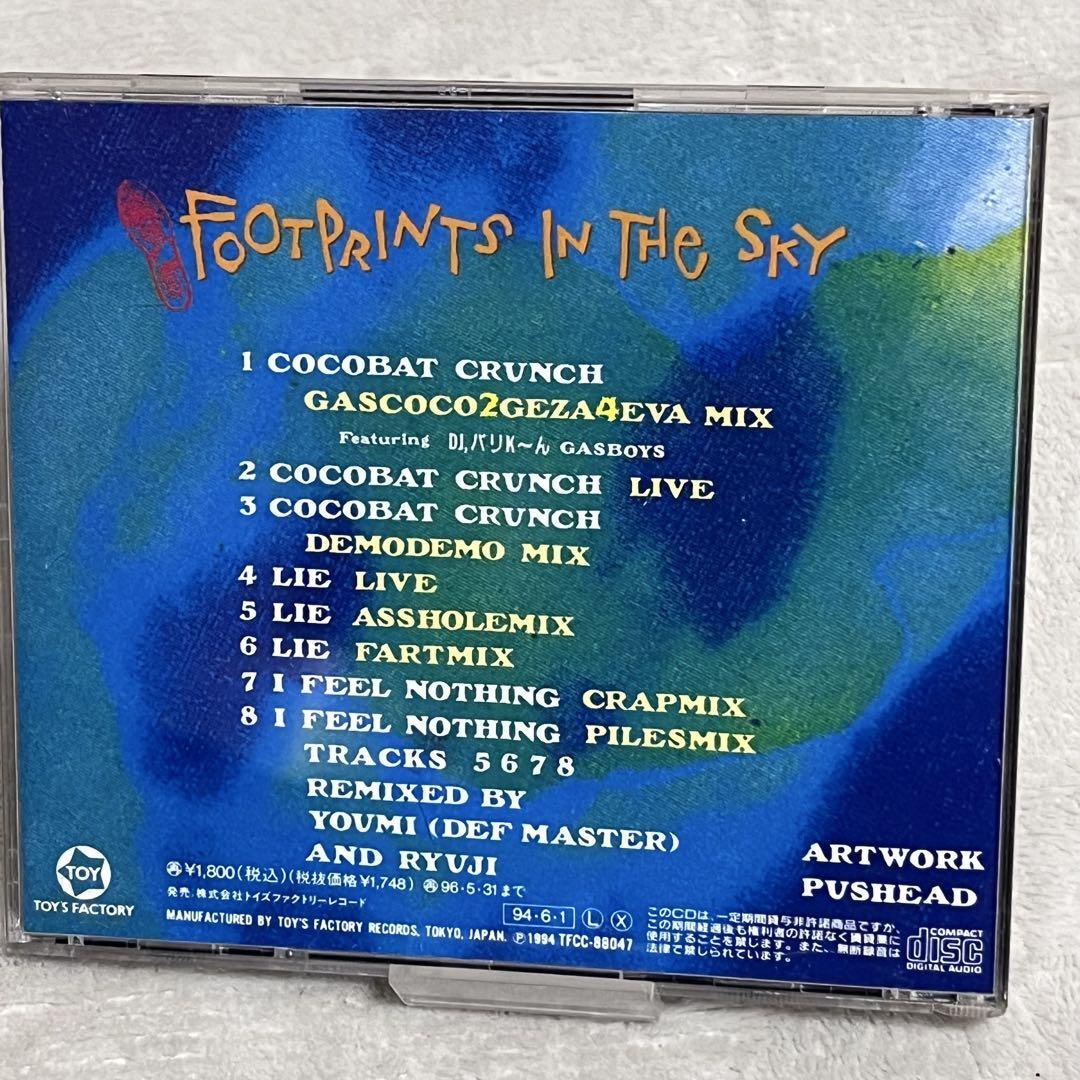 FOOTPRINTS IN THE SKY
1 COCOBAT CRUNCH
GASCOCO2GEZA4EVA MIX
Featuring DJ,バリK〜ん GASBOYS
2 COCOBAT CRUNCH LIVE
3 COCOBAT CRUNCH
DEMODEMO MIX
4 LIE LIVE
5 LIE ASSHOLEMIX
6 LIE FARTMIX
7 I FEEL NOTHING CRAPMIX
8 I FEEL NOTHING PILESMIX
TRACKS 5 6 7 8
REMIXED BY
YOUMI (DEF MASTER)
AND RYUJI
ARTWORK
PUSHEAD
TOY
TOY'S FACTORY
㊢¥1,800(税込)(税抜価格¥1,748) ㊢96・5・31まで
発売:株式会社トイズファクトリーレコード
MANUFACTURED BY TOY'S FACTORY RECORDS, TOKYO, JAPAN. Ⓟ1994 TFCC-88047
94・6・1 Ⓛ Ⓧ
このCDは、一定期間貸与非許諾商品ですか、
この期間経過後も権利者の許諾なく賃貸業に
使用することを禁じます。また、無断録音は
法律で禁じられています。
COMPACT
disc
DIGITAL AUDIO